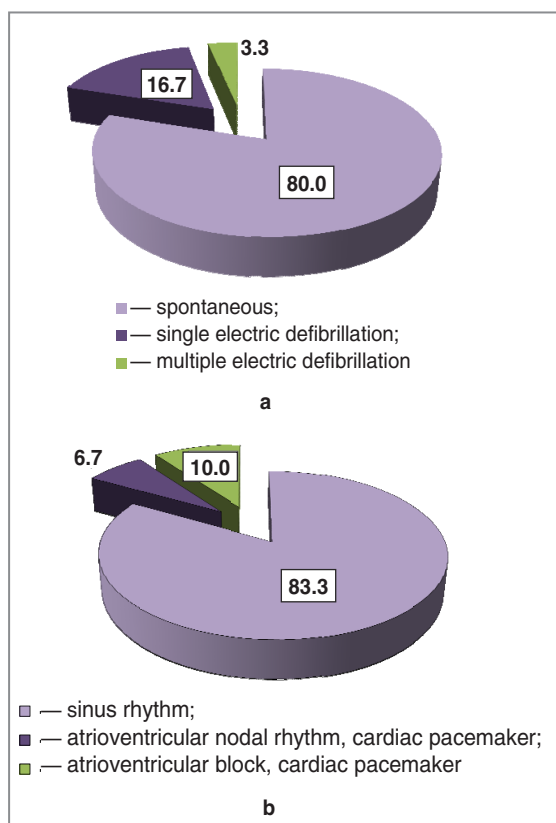 3.3
16.7
80.0
— spontaneous;
— single electric defibrillation;
— multiple electric defibrillation
a
6.7
10.0
83.3
— sinus rhythm;
— atrioventricular nodal rhythm, cardiac pacemaker;
— atrioventricular block, cardiac pacemaker
b